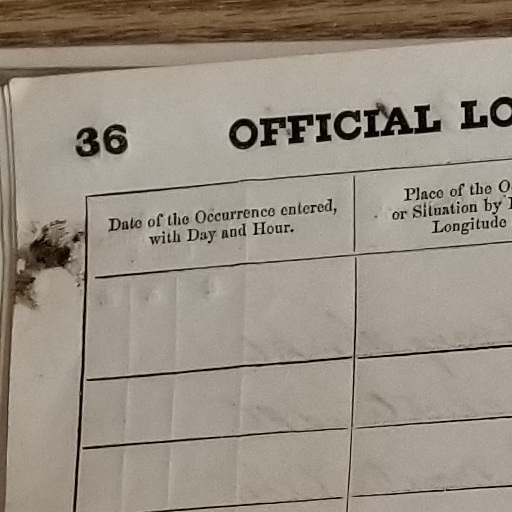 36 OFFICIAL LO
Date of the Occurrence entered,
with Day and Hour.
Place of the O
or Situation by
Longitude